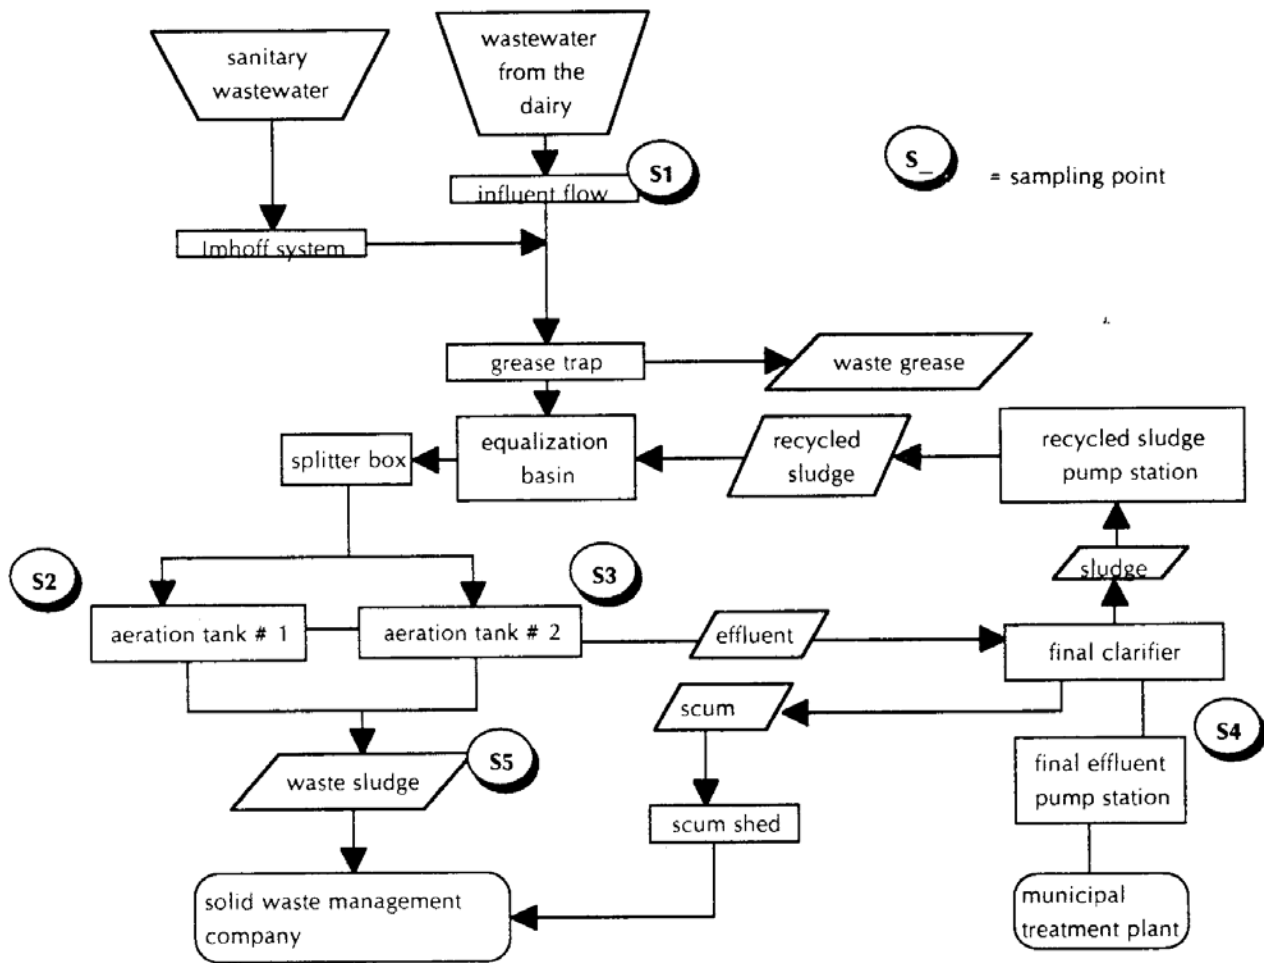 sanitary
wastewater
wastewater
from the
dairy
S1
S_
= sampling point
influent flow
Imhoff system
grease trap
waste grease
splitter box
equalization
basin
recycled
sludge
recycled sludge
pump station
sludge
S2
S3
aeration tank # 1
aeration tank # 2
effluent
final clarifier
scum
S4
S5
waste sludge
final effluent
pump station
scum shed
solid waste management
company
municipal
treatment plant